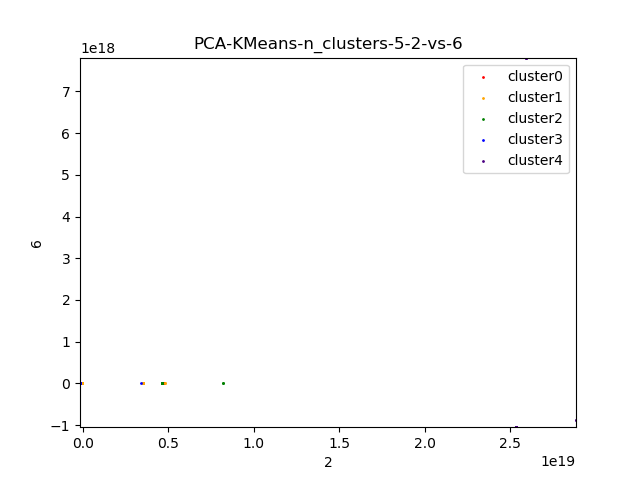 PCA-KMeans-n_clusters-5-2-vs-6
1e18
cluster0
cluster1
cluster2
cluster3
cluster4
7
6
5
4
3
2
1
0
−1
6
0.0 0.5 1.0 1.5 2.0 2.5
2
1e19